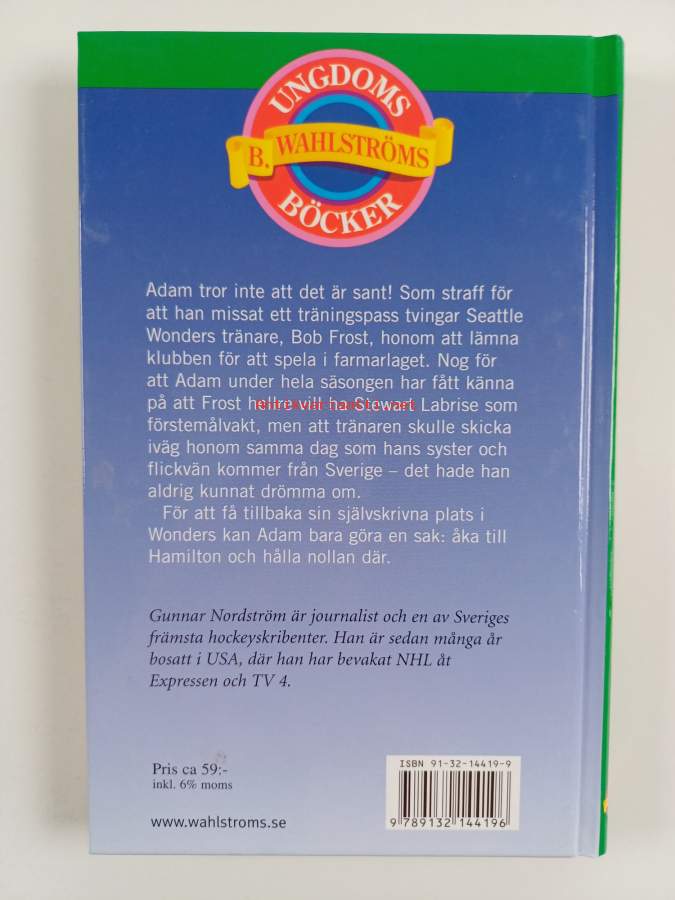 UNGDOMS
B. WAHLSTRÖMS
BÖCKER
Adam tror inte att det är sant! Som straff för
att han missat ett träningspass tvingar Seattle
Wonders tränare, Bob Frost, honom att lämna
klubben för att spela i farmarlaget. Nog för
att Adam under hela säsongen har fått känna
på att Frost hellre vill ha Stewart Labrise som
förstemålvakt, men att tränaren skulle skicka
iväg honom samma dag som hans syster och
flickvän kommer från Sverige – det hade han
aldrig kunnat drömma om.
För att få tillbaka sin självskrivna plats i
Wonders kan Adam bara göra en sak: åka till
Hamilton och hålla nollan där.
Gunnar Nordström är journalist och en av Sveriges
främsta hockeyskribenter. Han är sedan många år
bosatt i USA, där han har bevakat NHL åt
Expressen och TV 4.
Pris ca 59:-
inkl. 6% moms
www.wahlstroms.se
ISBN 91-32-14419-9
9 789132 144196